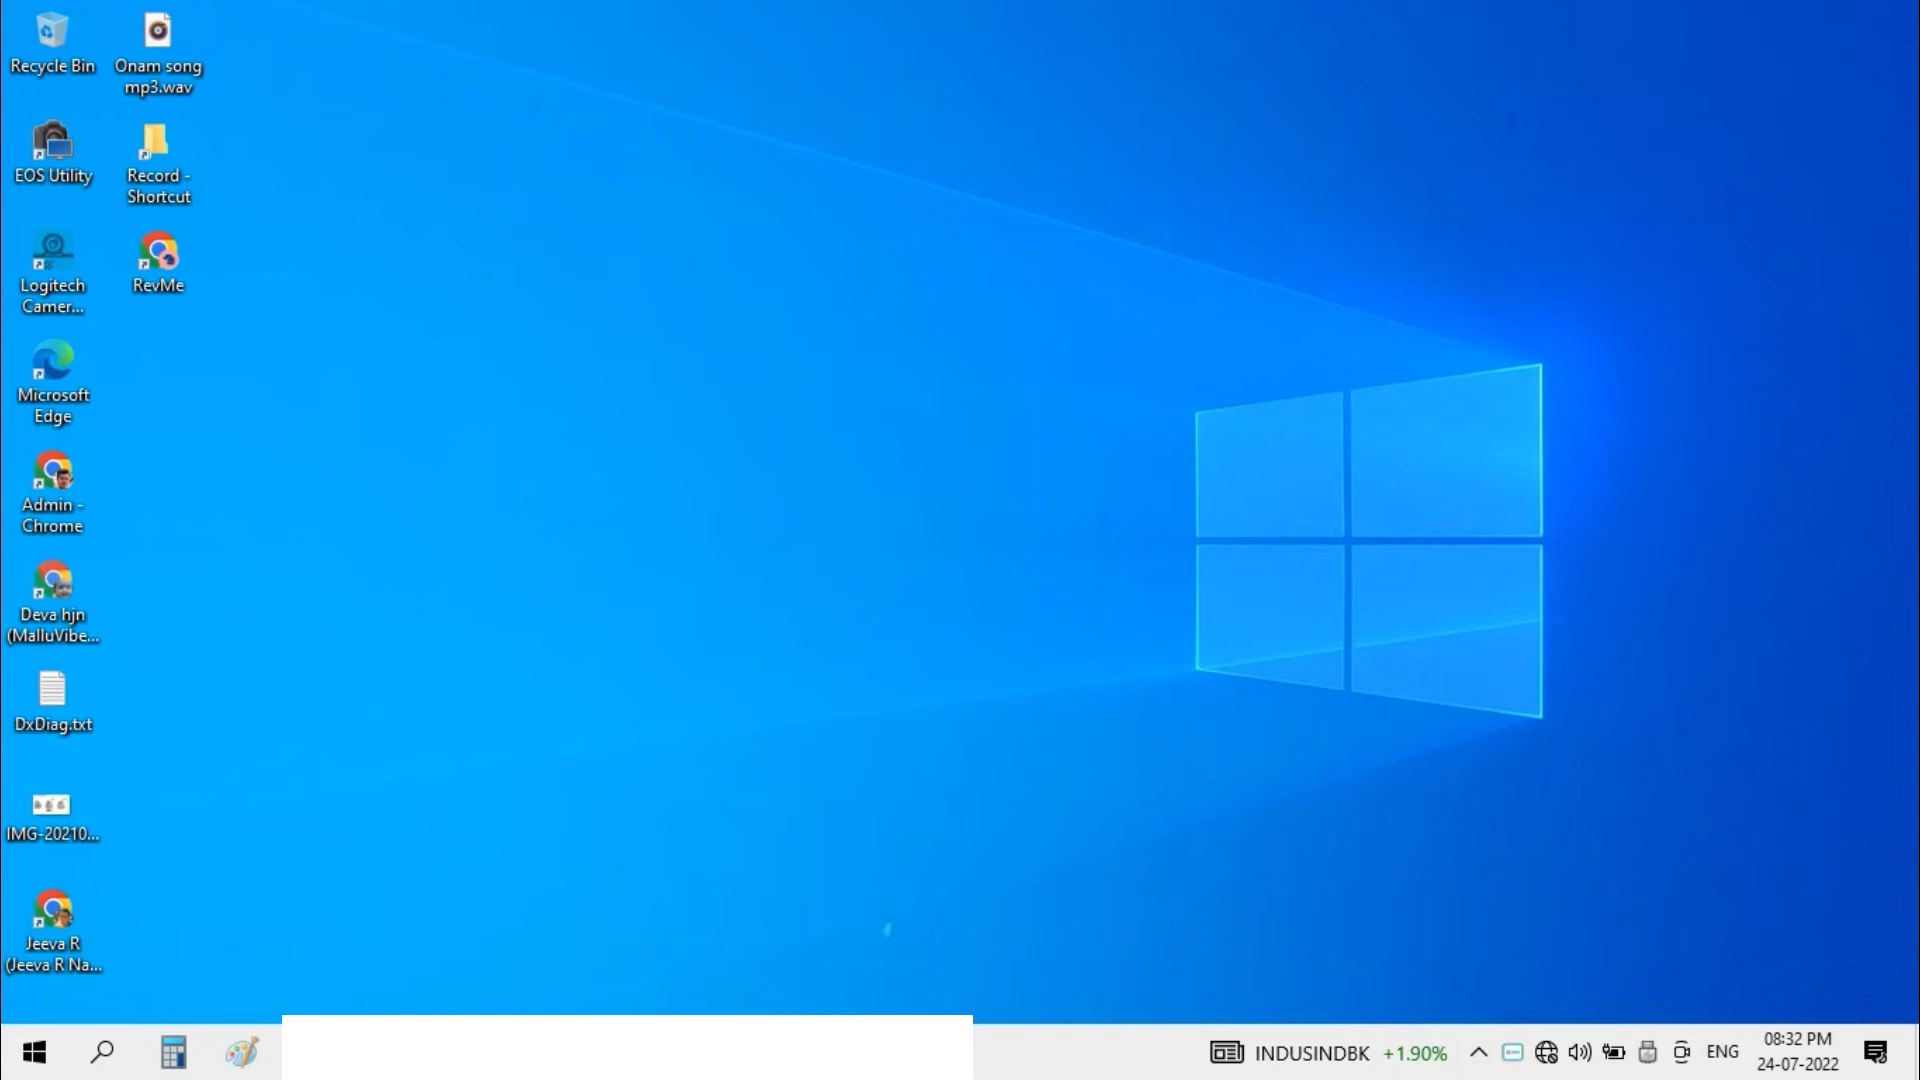 Recycle Bin
Onam song
mp3.wav
EOS Utility
Record -
Shortcut
Logitech
Camer...
RevMe
Microsoft
Edge
Admin -
Chrome
Deva hjn
(MalluVibe...
DxDiag.txt
IMG-20210...
Jeeva R
(Jeeva R Na...
INDUSINDBK +1.90%
ENG
08:32 PM
24-07-2022